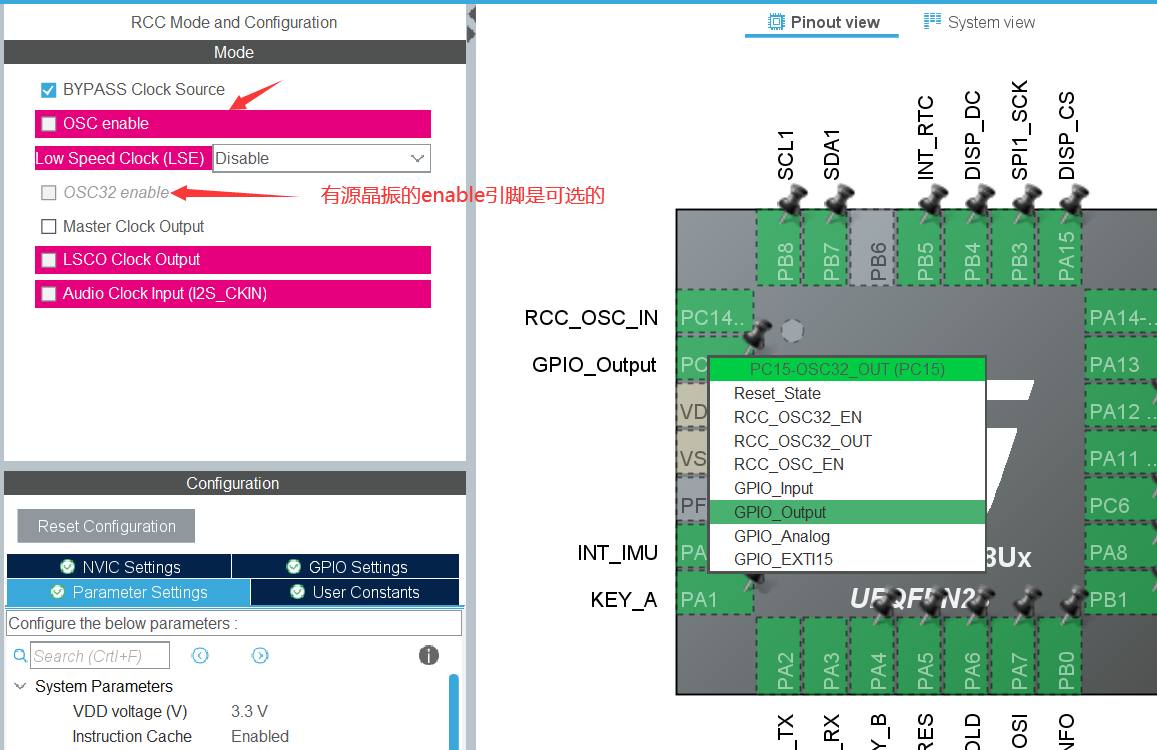 RCC Mode and Configuration
Mode
BYPASS Clock Source
OSC enable
Low Speed Clock (LSE) Disable
OSC32 enable
有源晶振的enable引脚是可选的
Master Clock Output
LSCO Clock Output
Audio Clock Input (I2S_CKIN)
Configuration
Reset Configuration
NVIC Settings
GPIO Settings
Parameter Settings
User Constants
Configure the below parameters :
Search (Crtl+F)
System Parameters
VDD voltage (V) 3.3 V
Instruction Cache Enabled
Pinout view
System view
SCL1
SDA1
INT_RTC
DISP_DC
SPI1_SCK
DISP_CS
PB8
PB7
PB6
PB5
PB4
PB3
PA15
RCC_OSC_IN
PC14..
GPIO_Output
PC
VD
VS
PF
INT_IMU
PA
KEY_A
PA1
PC15-OSC32_OUT (PC15)
Reset_State
RCC_OSC32_EN
RCC_OSC32_OUT
RCC_OSC_EN
GPIO_Input
GPIO_Output
GPIO_Analog
GPIO_EXTI15
PA14-..
PA13
PA12 ..
PA11 ..
PC6
PA8
PB1
8Ux
PA2
PA3
PA4
PA5
PA6
PA7
PB0
_TX
_RX
Y_B
RES
OLD
OSI
NFO